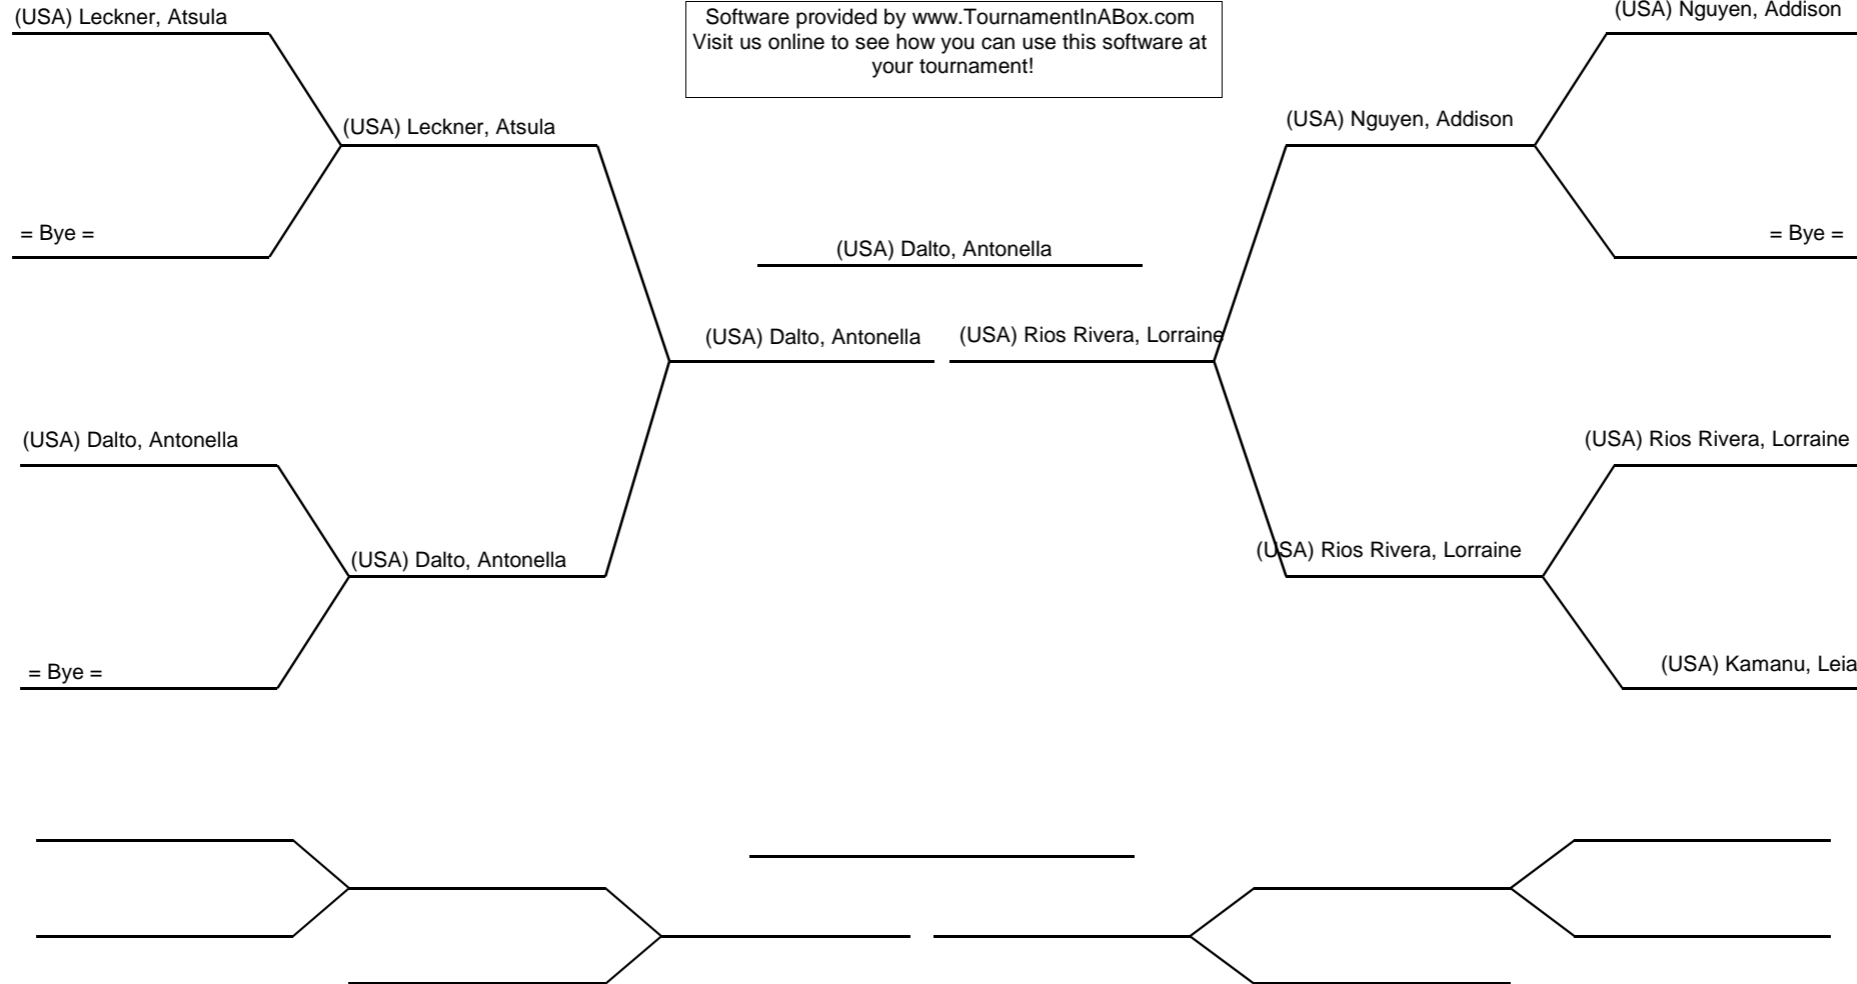 (USA) Leckner, Atsula
Software provided by www.TournamentInABox.com
Visit us online to see how you can use this software at
your tournament!
(USA) Nguyen, Addison
(USA) Leckner, Atsula
(USA) Nguyen, Addison
= Bye =
= Bye =
(USA) Dalto, Antonella
(USA) Dalto, Antonella
(USA) Rios Rivera, Lorraine
(USA) Dalto, Antonella
(USA) Rios Rivera, Lorraine
(USA) Dalto, Antonella
(USA) Rios Rivera, Lorraine
= Bye =
(USA) Kamanu, Leia